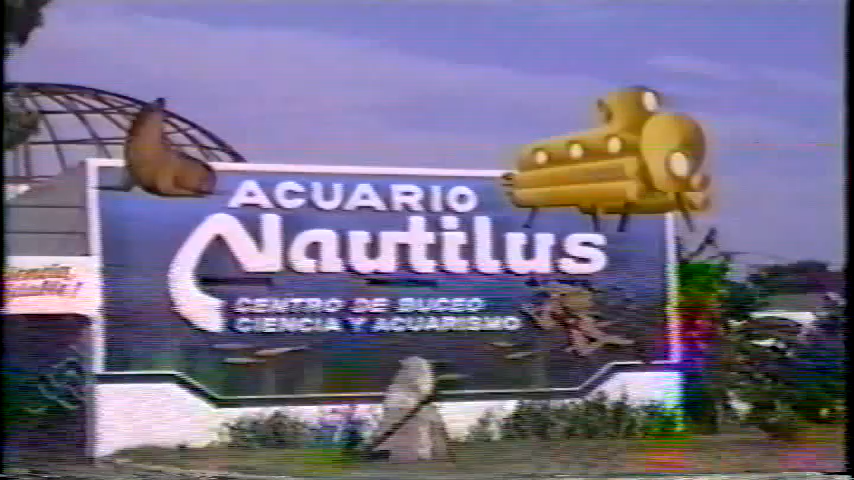 ACUARIO
Nautilus
CENTRO DE BUCEO
CIENCIA Y ACUARISMO